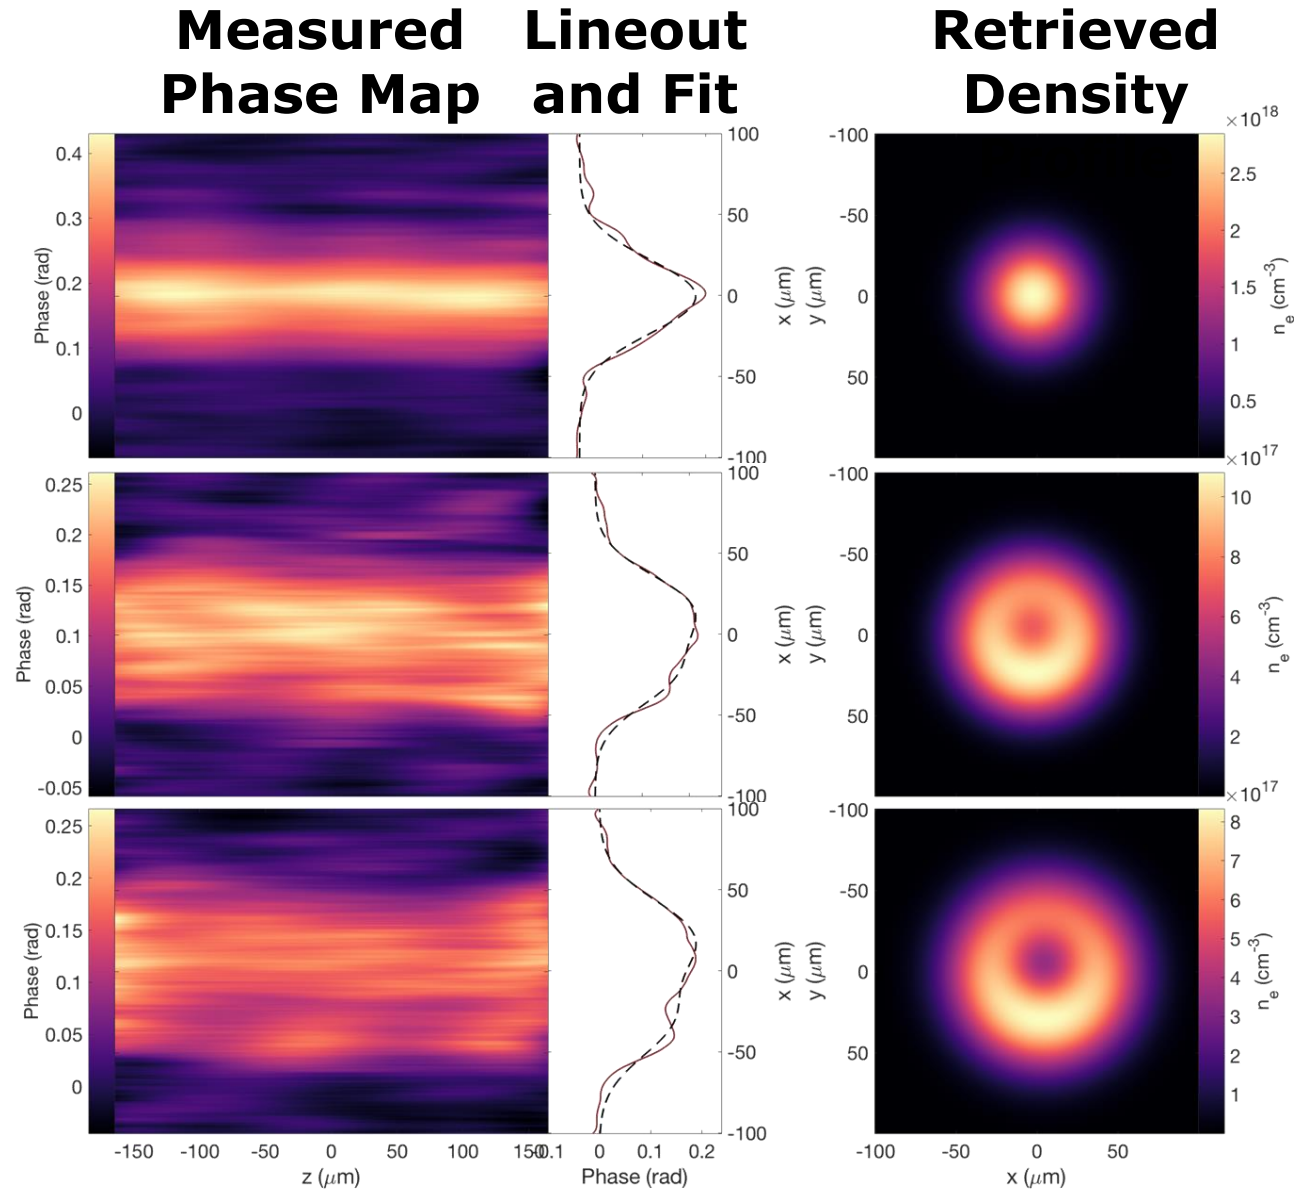 Measured
Phase Map
Lineout
and Fit
Retrieved
Density
0.4
0.3
0.2
0.1
0
Phase (rad)
100
50
0
-50
-100
x (μm)
y (μm)
-100
-50
0
50
×10^18
2.5
2
1.5
1
0.5
n_e (cm^-3)
0.25
0.2
0.15
0.1
0.05
0
-0.05
Phase (rad)
100
50
0
-50
-100
x (μm)
y (μm)
-100
-50
0
50
×10^17
10
8
6
4
2
n_e (cm^-3)
0.25
0.2
0.15
0.1
0.05
0
Phase (rad)
100
50
0
-50
-100
x (μm)
y (μm)
-100
-50
0
50
×10^17
8
7
6
5
4
3
2
1
n_e (cm^-3)
-150 -100 -50 0 50 100 150
z (μm)
-0.1 0 0.1 0.2
Phase (rad)
-100 -50 0 50
x (μm)